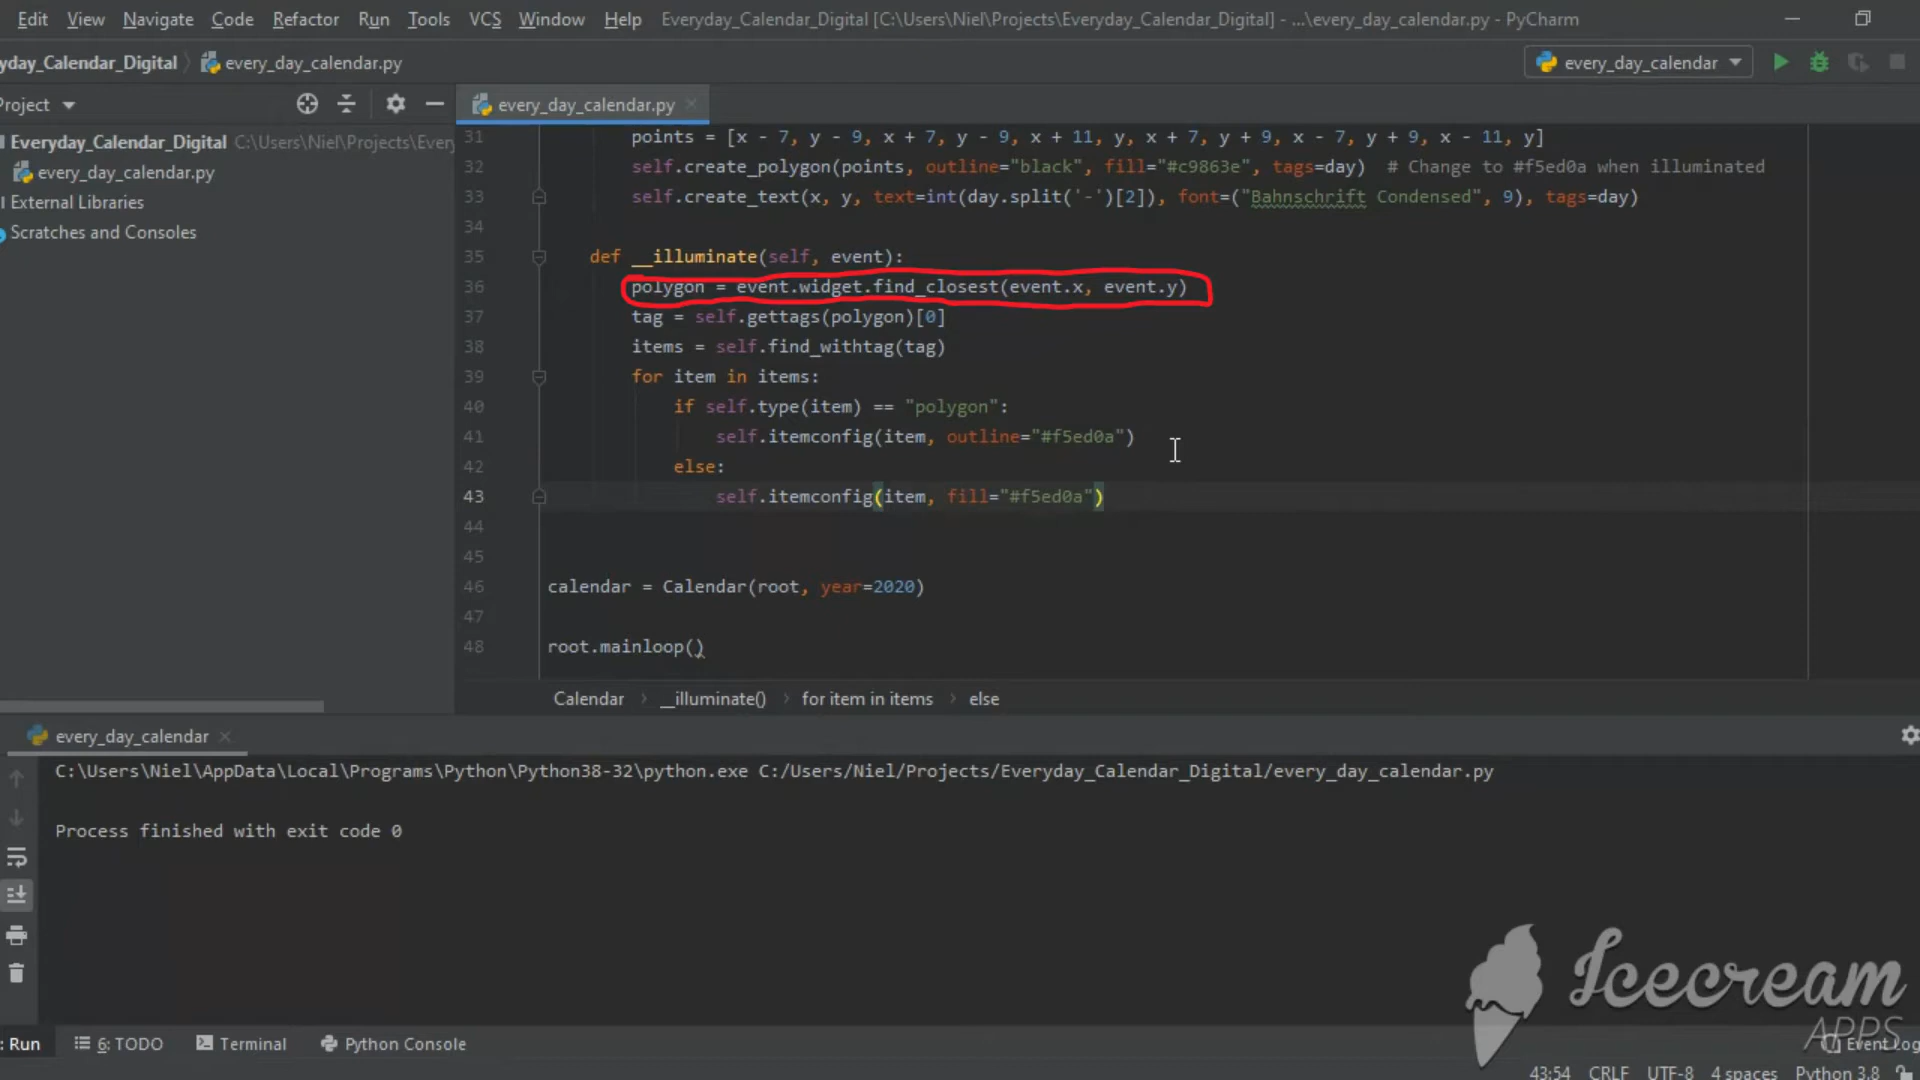 Edit View Navigate Code Refactor Run Tools VCS Window Help Everyday_Calendar_Digital [C:\Users\Niel\Projects\Everyday_Calendar_Digital] - ...\every_day_calendar.py - PyCharm
yday_Calendar_Digital every_day_calendar.py every_day_calendar
Project every_day_calendar.py
Everyday_Calendar_Digital C:\Users\Niel\Projects\Every
every_day_calendar.py
External Libraries
Scratches and Consoles
31 points = [x - 7, y - 9, x + 7, y - 9, x + 11, y, x + 7, y + 9, x - 7, y + 9, x - 11, y]
32 self.create_polygon(points, outline="black", fill="#c9863e", tags=day) # Change to #f5ed0a when illuminated
33 self.create_text(x, y, text=int(day.split('-')[2]), font=("Bahnschrift Condensed", 9), tags=day)
34
35 def __illuminate(self, event):
36 polygon = event.widget.find_closest(event.x, event.y)
37 tag = self.gettags(polygon)[0]
38 items = self.find_withtag(tag)
39 for item in items:
40 if self.type(item) == "polygon":
41 self.itemconfig(item, outline="#f5ed0a")
42 else:
43 self.itemconfig(item, fill="#f5ed0a")
44
45
46 calendar = Calendar(root, year=2020)
47
48 root.mainloop()
Calendar __illuminate() for item in items else
every_day_calendar
C:\Users\Niel\AppData\Local\Programs\Python\Python38-32\python.exe C:/Users/Niel/Projects/Everyday_Calendar_Digital/every_day_calendar.py
Process finished with exit code 0
Icecream
APPS
: Run 6: TODO Terminal Python Console Event Log
43:54 CRLF UTF-8 4 spaces Python 3.8